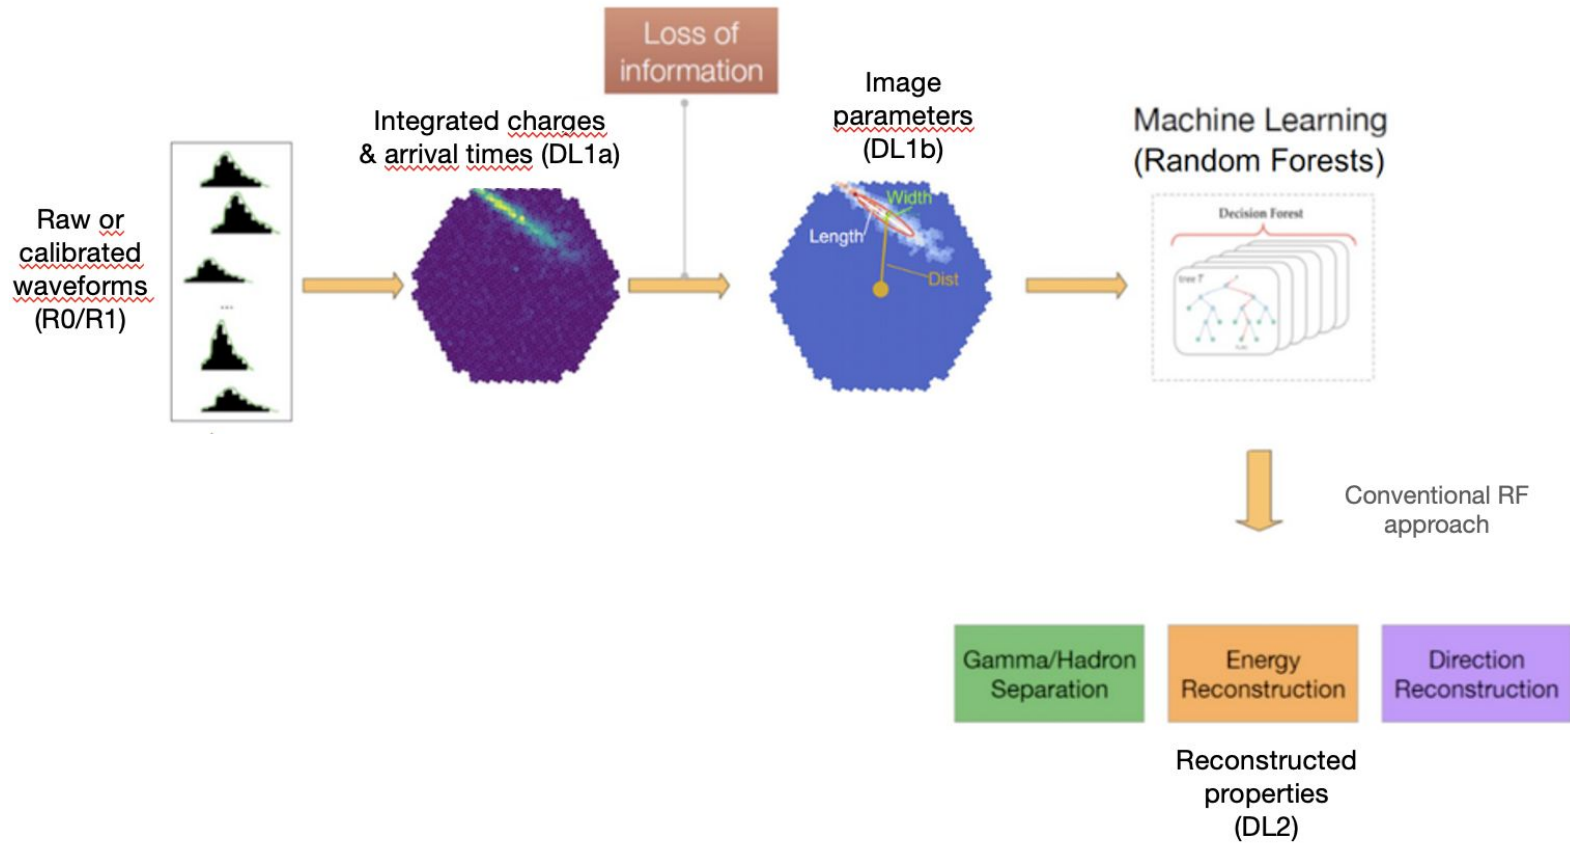 Loss of
information
Integrated charges
& arrival times (DL1a)
Image
parameters
(DL1b)
Machine Learning
(Random Forests)
Raw or
calibrated
waveforms
(R0/R1)
...
Width
Length
Dist
Decision Forest
tree T
Conventional RF
approach
Gamma/Hadron
Separation
Energy
Reconstruction
Direction
Reconstruction
Reconstructed
properties
(DL2)